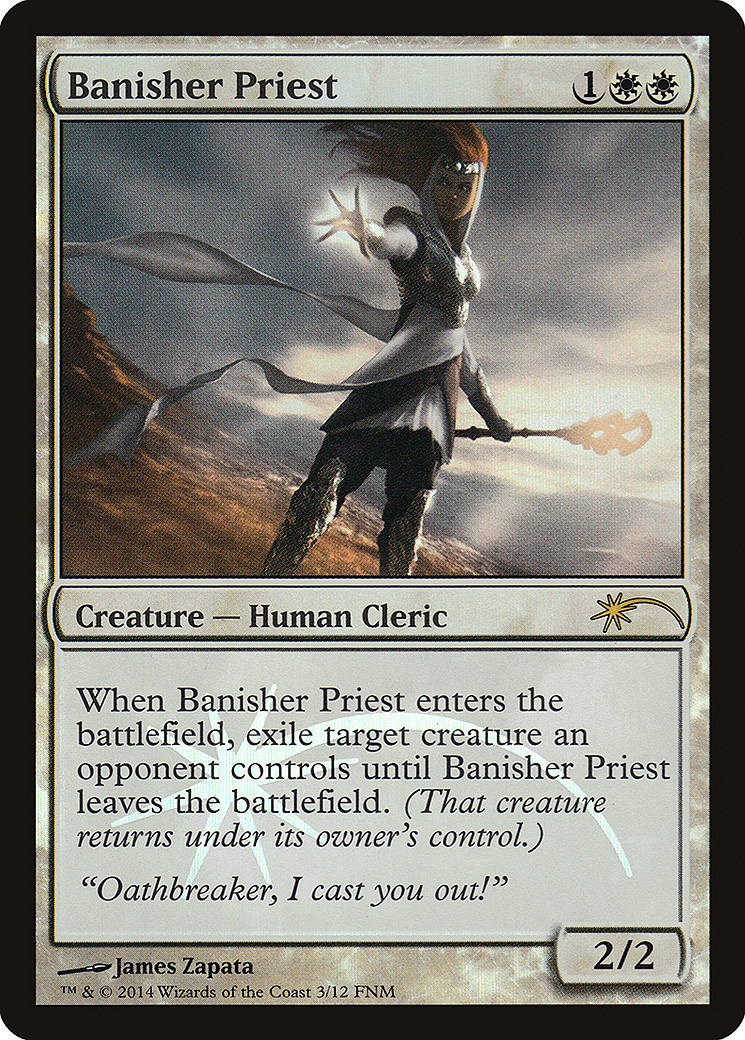 Banisher Priest 1
Creature — Human Cleric
When Banisher Priest enters the
battlefield, exile target creature an
opponent controls until Banisher Priest
leaves the battlefield. (That creature
returns under its owner's control.)
“Oathbreaker, I cast you out!”
2/2
James Zapata
™ & © 2014 Wizards of the Coast 3/12 FNM